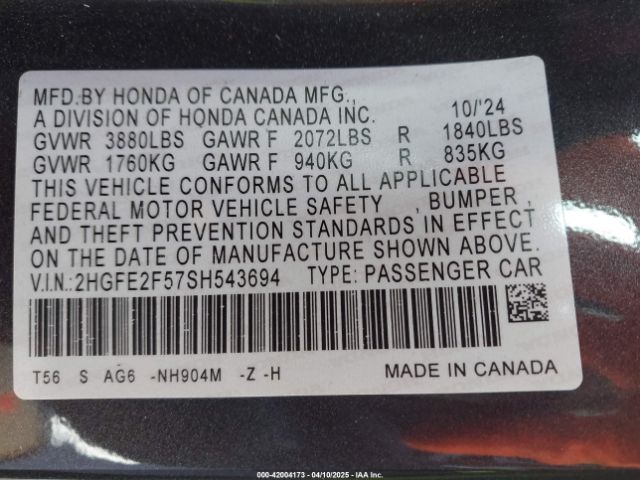 MFD.BY HONDA OF CANADA MFG.,
A DIVISION OF HONDA CANADA INC. 10/'24
GVWR 3880LBS GAWR F 2072LBS R 1840LBS
GVWR 1760KG GAWR F 940KG R 835KG
THIS VEHICLE CONFORMS TO ALL APPLICABLE
FEDERAL MOTOR VEHICLE SAFETY , BUMPER ,
AND THEFT PREVENTION STANDARDS IN EFFECT
ON THE DATE OF MANUFACTURE SHOWN ABOVE.
V.I.N.:2HGFE2F57SH543694 TYPE: PASSENGER CAR
T56 S AG6 -NH904M -Z -H MADE IN CANADA
000-42004173 - 04/10/2025 - IAA Inc.